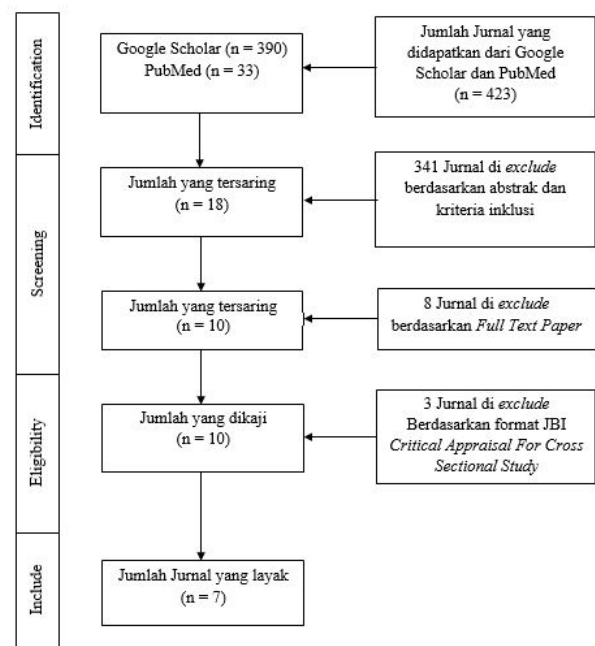 Identification
Google Scholar (n = 390)
PubMed (n = 33)
Jumlah Jurnal yang
didapatkan dari Google
Scholar dan PubMed
(n = 423)
Screening
Jumlah yang tersaring
(n = 18)
341 Jurnal di exclude
berdasarkan abstrak dan
kriteria inklusi
Jumlah yang tersaring
(n = 10)
8 Jurnal di exclude
berdasarkan Full Text Paper
Eligibility
Jumlah yang dikaji
(n = 10)
3 Jurnal di exclude
Berdasarkan format JBI
Critical Appraisal For Cross
Sectional Study
Include
Jumlah Jurnal yang layak
(n = 7)